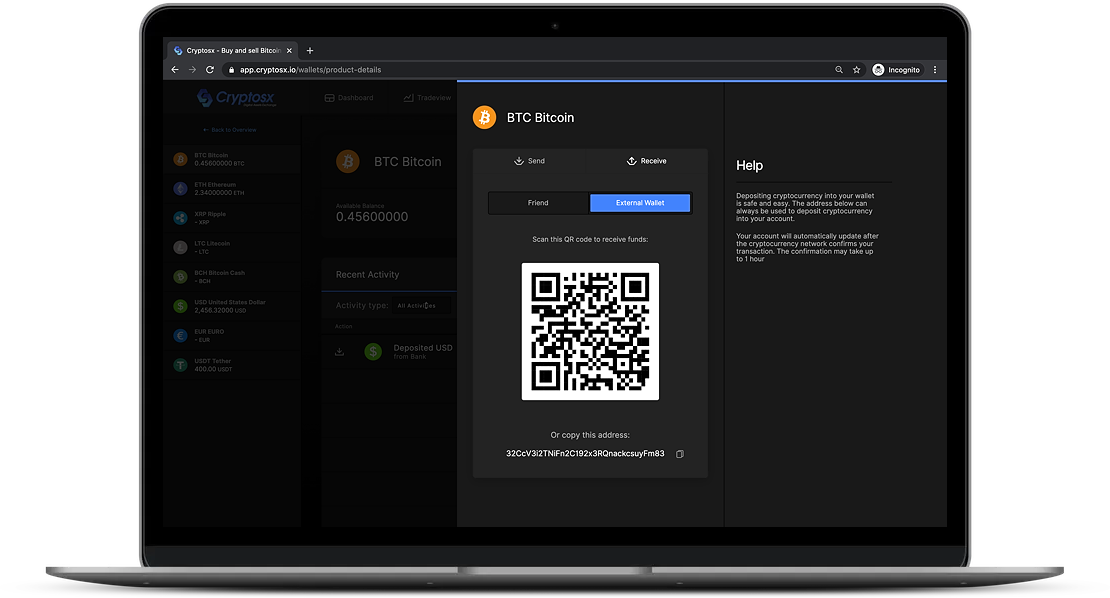 Cryptosx - Buy and sell Bitcoin
app.cryptosx.io/wallets/product-details
Incognito
Cryptosx
Dashboard
Tradeview
Back to Overview
BTC Bitcoin
0.45600000 BTC
ETH Ethereum
2.34000000 ETH
XRP Ripple
- XRP
LTC Litecoin
- LTC
BCH Bitcoin Cash
- BCH
USD United States Dollar
2,456.32000 USD
EUR EURO
- EUR
USDT Tether
400.00 USDT
BTC Bitcoin
Available Balance
0.45600000
Recent Activity
Activity type: All Activities
Action
Deposited USD
from Bank
BTC Bitcoin
Send
Receive
Friend
External Wallet
Scan this QR code to receive funds:
Or copy this address:
32CcV3i2TNiFn2C192x3RQnackcsuyFm83
Help
Depositing cryptocurrency into your wallet
is safe and easy. The address below can
always be used to deposit cryptocurrency
into your account.
Your account will automatically update after
the cryptocurrency network confirms your
transaction. The confirmation may take up
to 1 hour